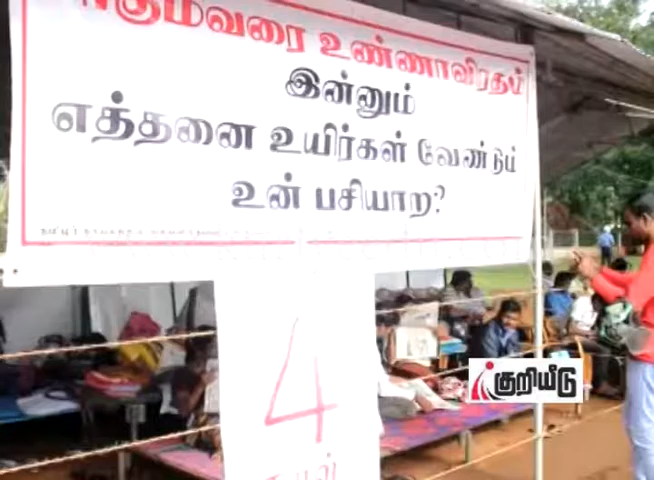 உண்ணாவிரதம்
இன்னும்
எத்தனை உயிர்கள் வேண்டும்
உன் பசியாற?
4
குறியீடு